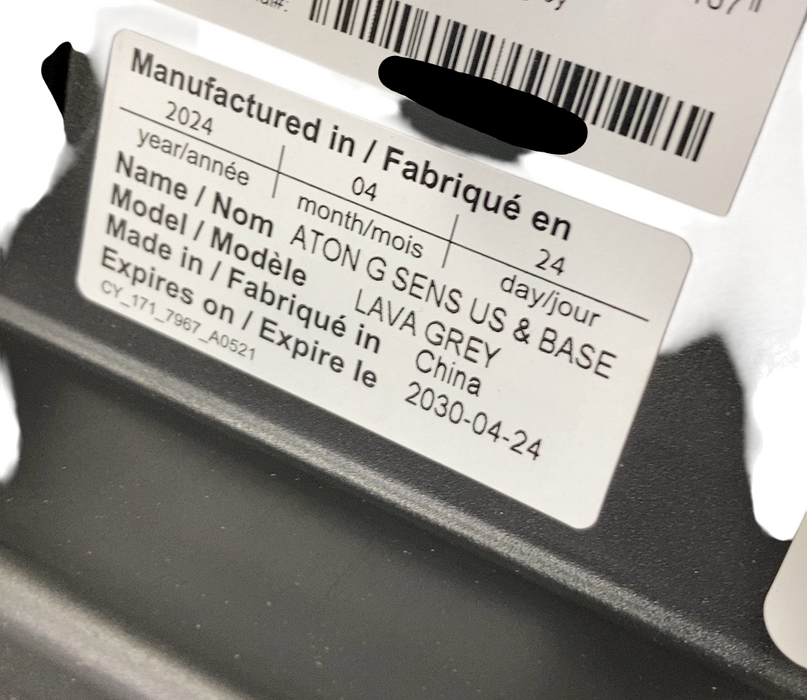 Manufactured in / Fabriqué en
2024 04 24
year/année month/mois day/jour
Name / Nom ATON G SENS US & BASE
Model / Modèle LAVA GREY
Made in / Fabriqué in China
Expires on / Expire le 2030-04-24
CY_171_7967_A0521